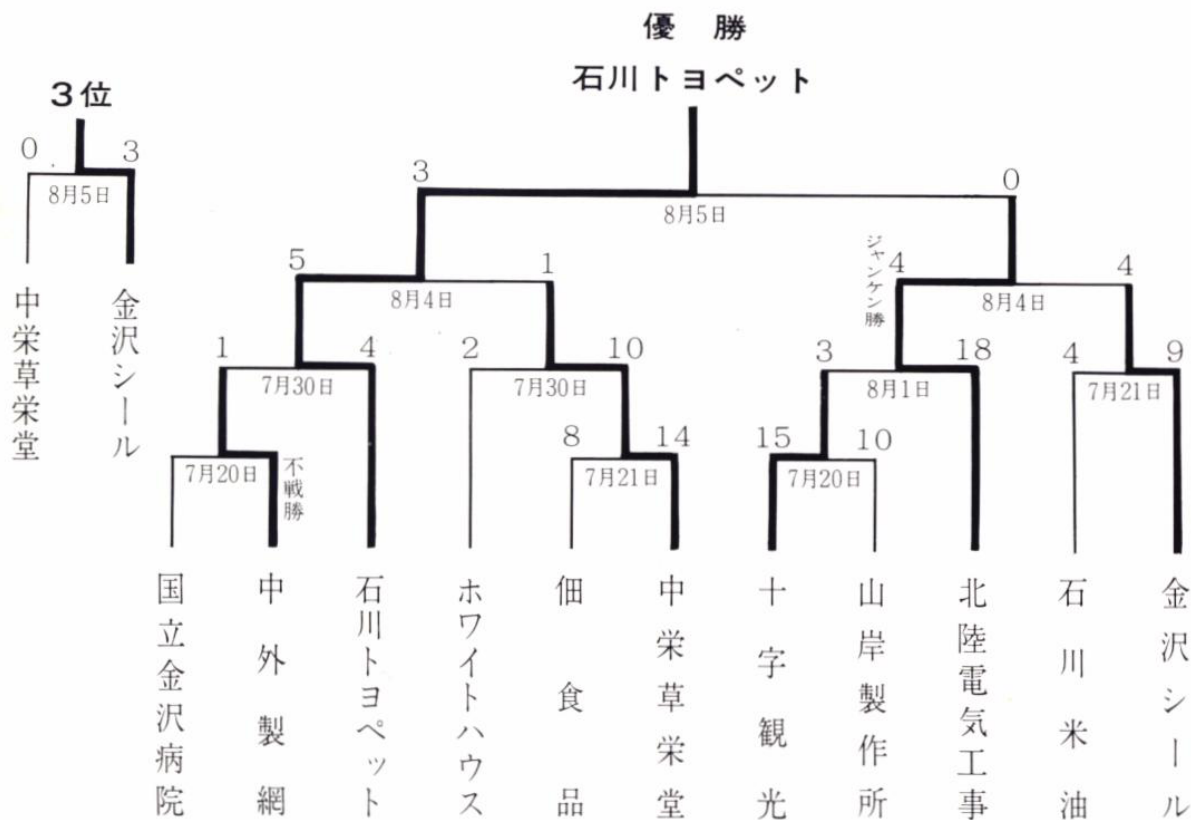 優勝
石川トヨペット
3位
0 3
8月5日
中栄草栄堂
金沢シール
3 0
8月5日
5 1
8月4日
ジャンケン勝
4 4
8月4日
1 4
7月30日
2 10
7月30日
3 18
8月1日
4 9
7月21日
7月20日
不戦勝
8 14
7月21日
15 10
7月20日
国立金沢病院
中外製網
石川トヨペット
ホワイトハウス
佃食品
中栄草栄堂
十字観光
山岸製作所
北陸電気工事
石川米油
金沢シール